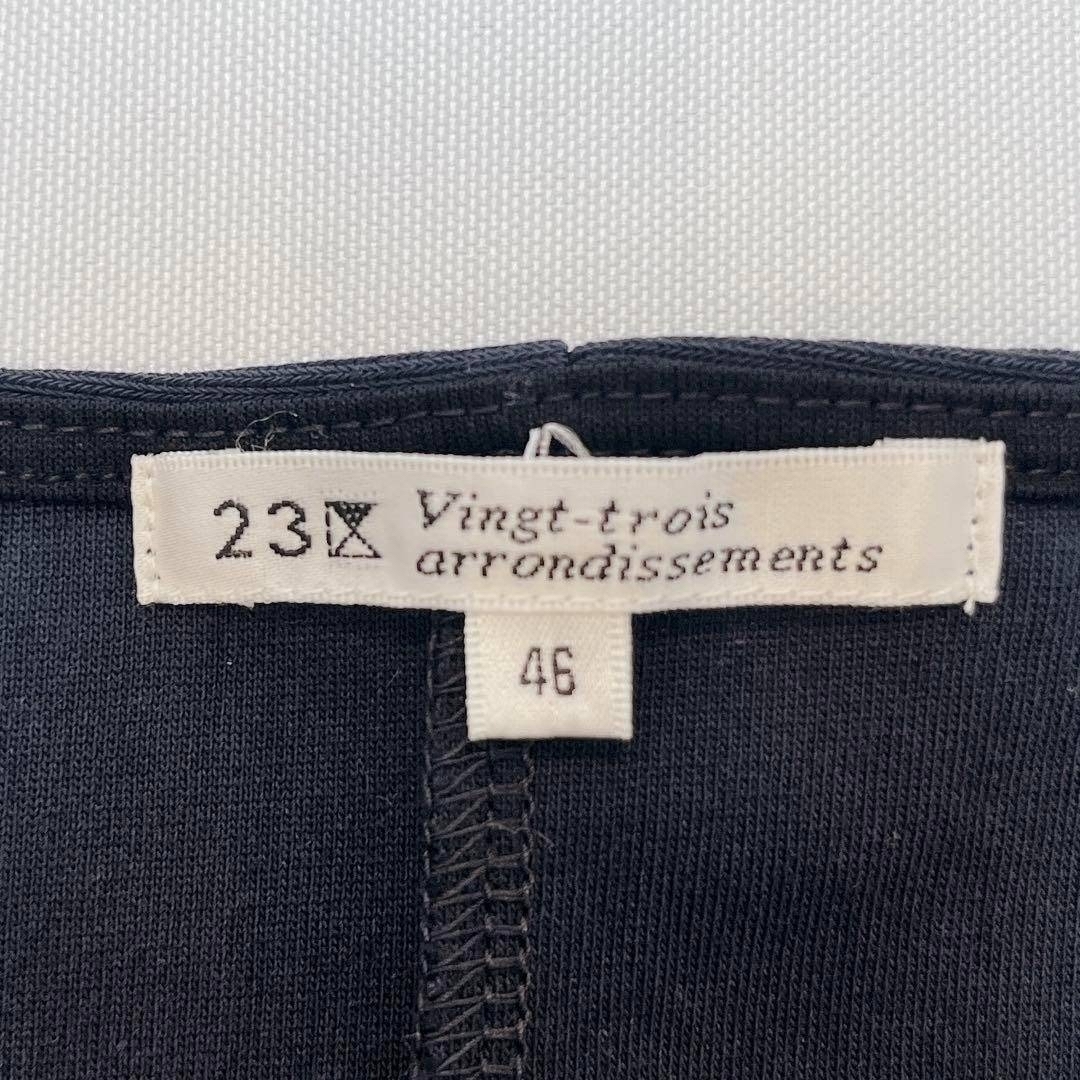 23区 Vingt-trois
arrondissements
46